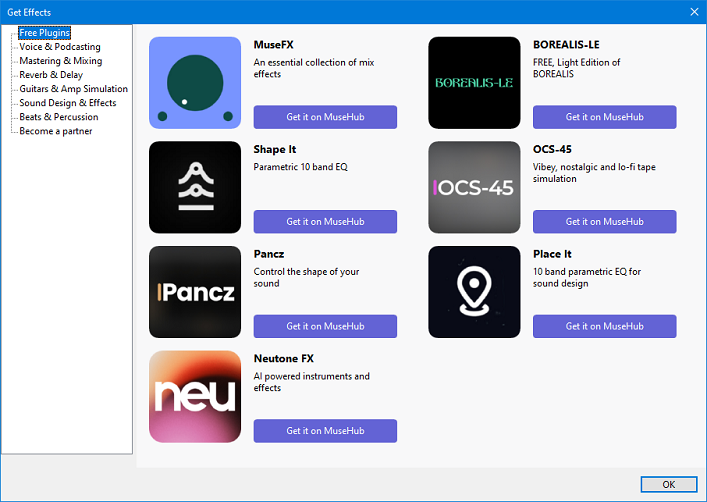 Get Effects
Free Plugins
Voice & Podcasting
Mastering & Mixing
Reverb & Delay
Guitars & Amp Simulation
Sound Design & Effects
Beats & Percussion
Become a partner
MuseFX
An essential collection of mix
effects
Get it on MuseHub
BOREALIS-LE
BOREALIS-LE
FREE, Light Edition of
BOREALIS
Get it on MuseHub
Shape It
Parametric 10 band EQ
Get it on MuseHub
OCS-45
OCS-45
Vibey, nostalgic and lo-fi tape
simulation
Get it on MuseHub
Pancz
Pancz
Control the shape of your
sound
Get it on MuseHub
Place It
10 band parametric EQ for
sound design
Get it on MuseHub
neu
Neutone FX
AI powered instruments and
effects
Get it on MuseHub
OK